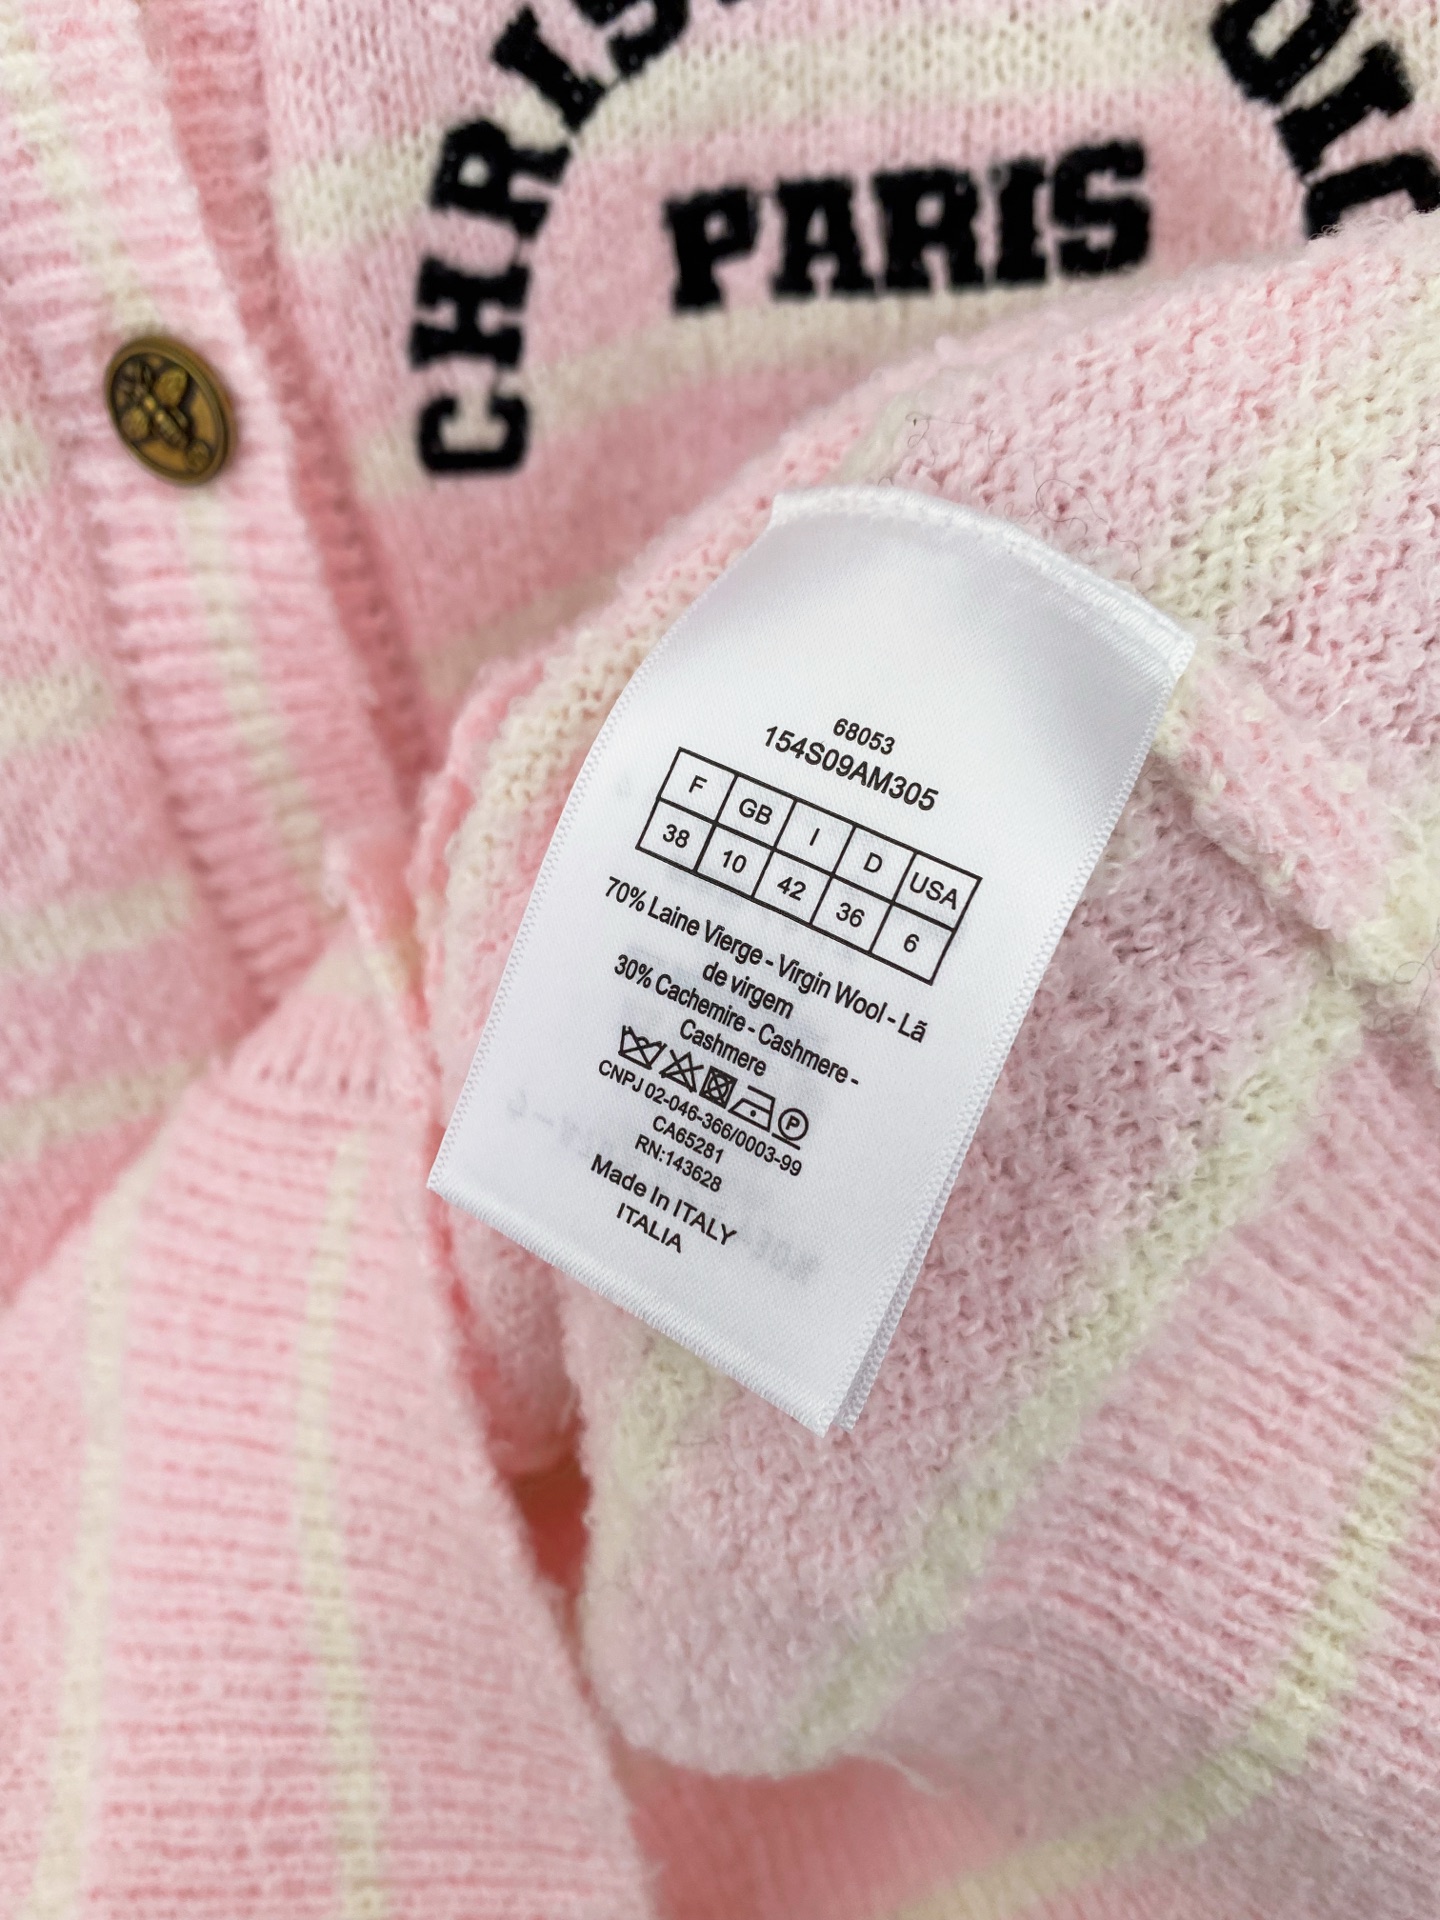 CHRIS
PARIS
68053
154S09AM305
F GB I D USA
38 10 42 36 6
70% Laine Vierge - Virgin Wool - Lã
de virgem
30% Cachemire - Cashmere -
Cashmere
P
CNPJ 02-046-366/0003-99
CA65281
RN:143628
Made In ITALY
ITALIA